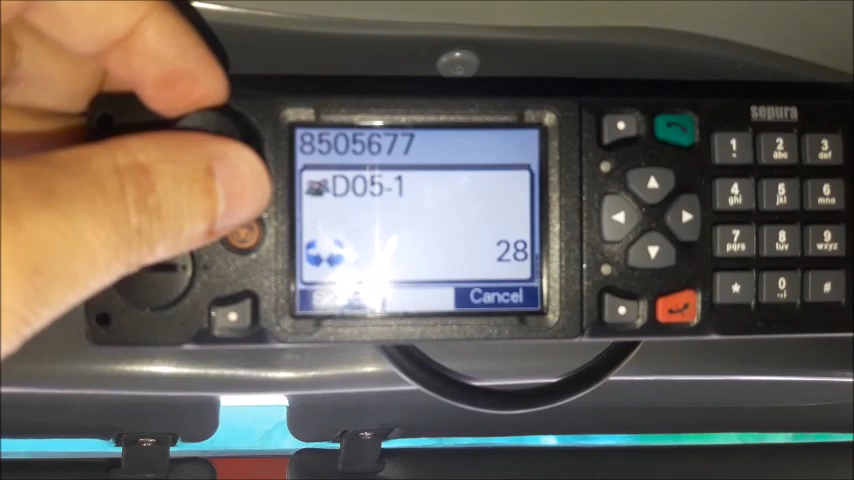 8505677
D05-1
28
Cancel
sepura
1
2 abc
3 def
4 ghi
5 jkl
6 mno
7 pqrs
8 tuv
9 wxyz
*
0
#